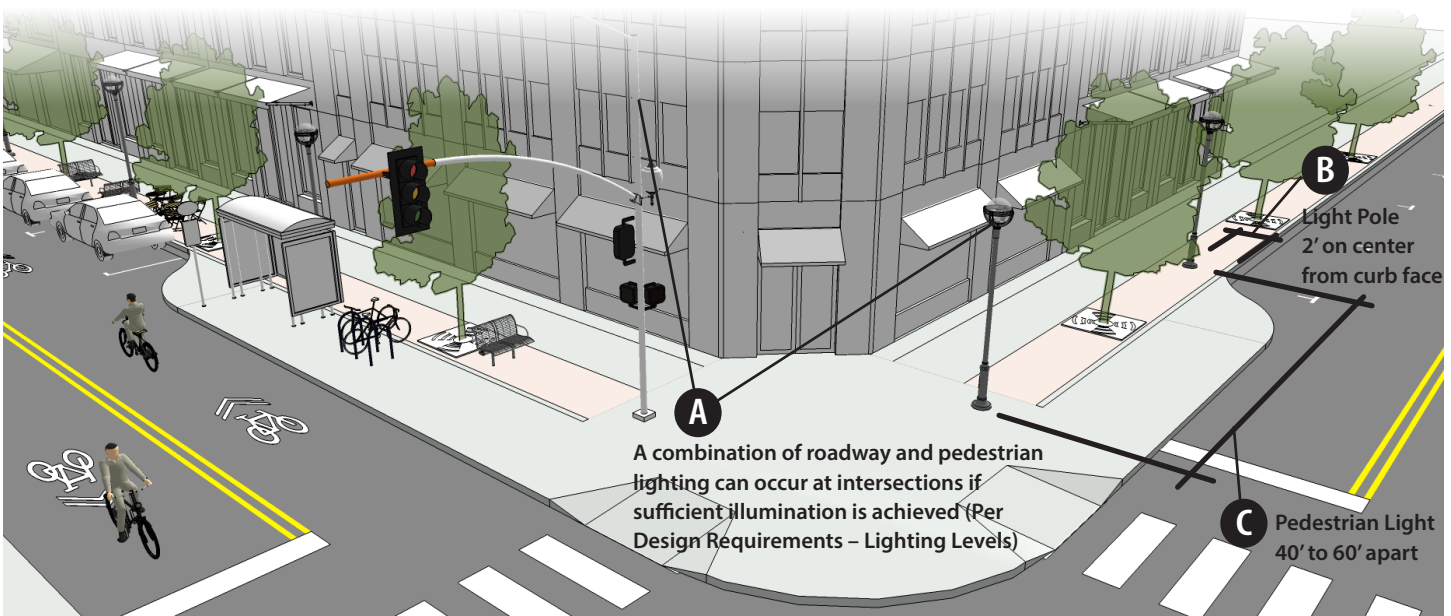 B
Light Pole
2’ on center
from curb face
A
A combination of roadway and pedestrian
lighting can occur at intersections if
sufficient illumination is achieved (Per
Design Requirements – Lighting Levels)
C
Pedestrian Light
40’ to 60’ apart